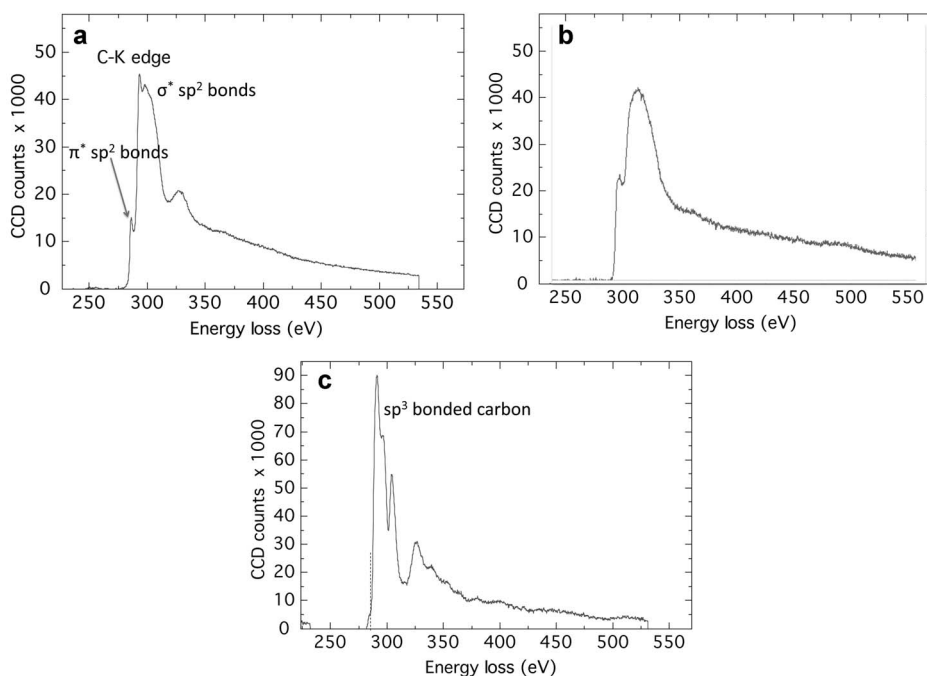 a
C-K edge
σ* sp² bonds
π* sp² bonds
50
40
30
20
10
0
CCD counts x 1000
250 300 350 400 450 500 550
Energy loss (eV)
b
50
40
30
20
10
0
CCD counts x 1000
250 300 350 400 450 500 550
Energy loss (eV)
c
sp³ bonded carbon
90
80
70
60
50
40
30
20
10
0
CCD counts x 1000
250 300 350 400 450 500 550
Energy loss (eV)